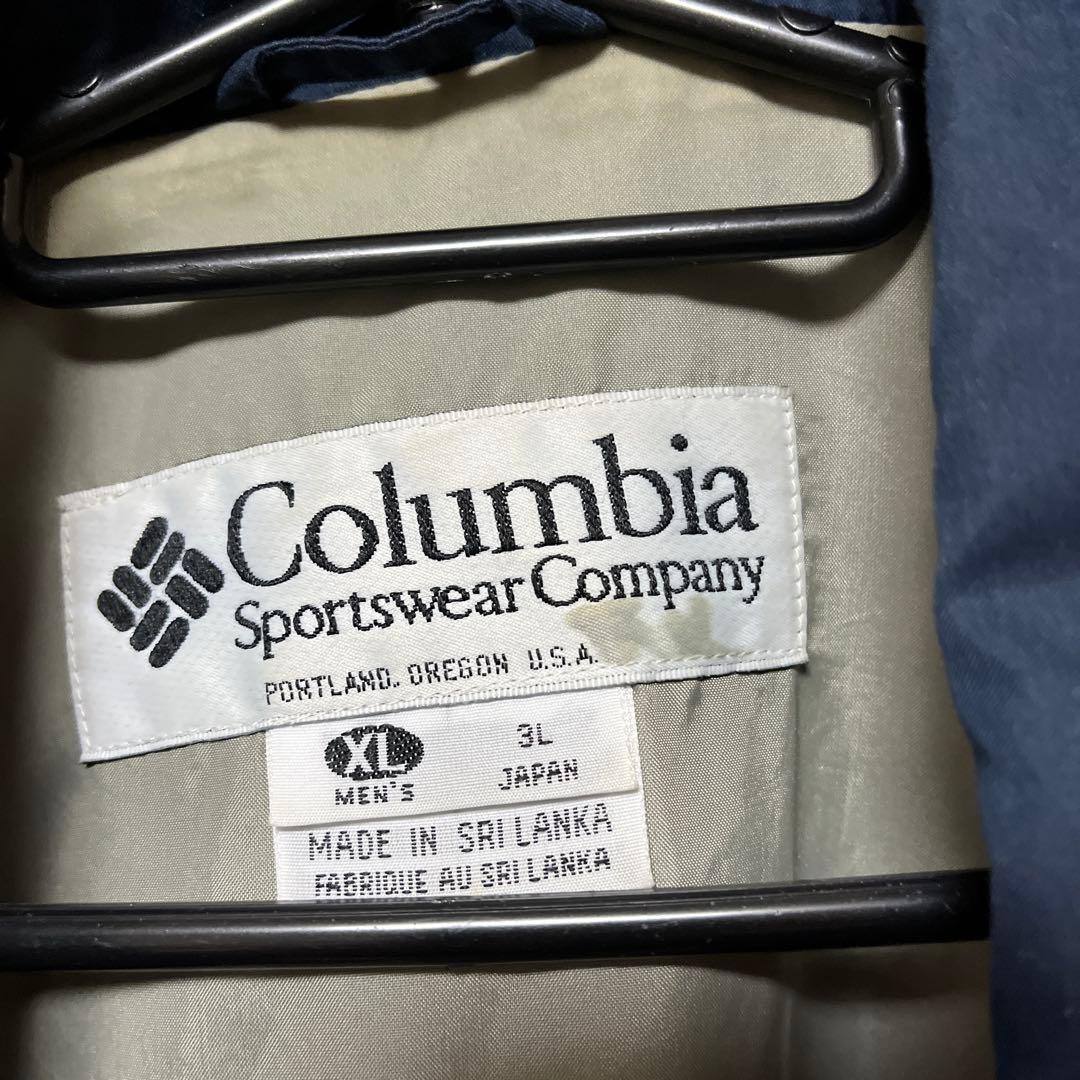 Columbia
Sportswear Company
PORTLAND, OREGON U.S.A.
XL
MEN'S
3L
JAPAN
MADE IN SRI LANKA
FABRIQUE AU SRI LANKA